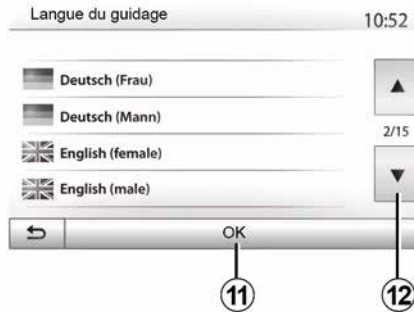 Langue du guidage
10:52
Deutsch (Frau)
Deutsch (Mann)
2/15
English (female)
English (male)
OK
11
12